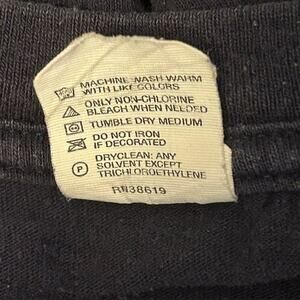 MACHINE WASH WARM
WITH LIKE COLORS
ONLY NON-CHLORINE
BLEACH WHEN NEEDED
TUMBLE DRY MEDIUM
DO NOT IRON
IF DECORATED
DRYCLEAN: ANY
P SOLVENT EXCEPT
TRICHLOROETHYLENE
RN38619